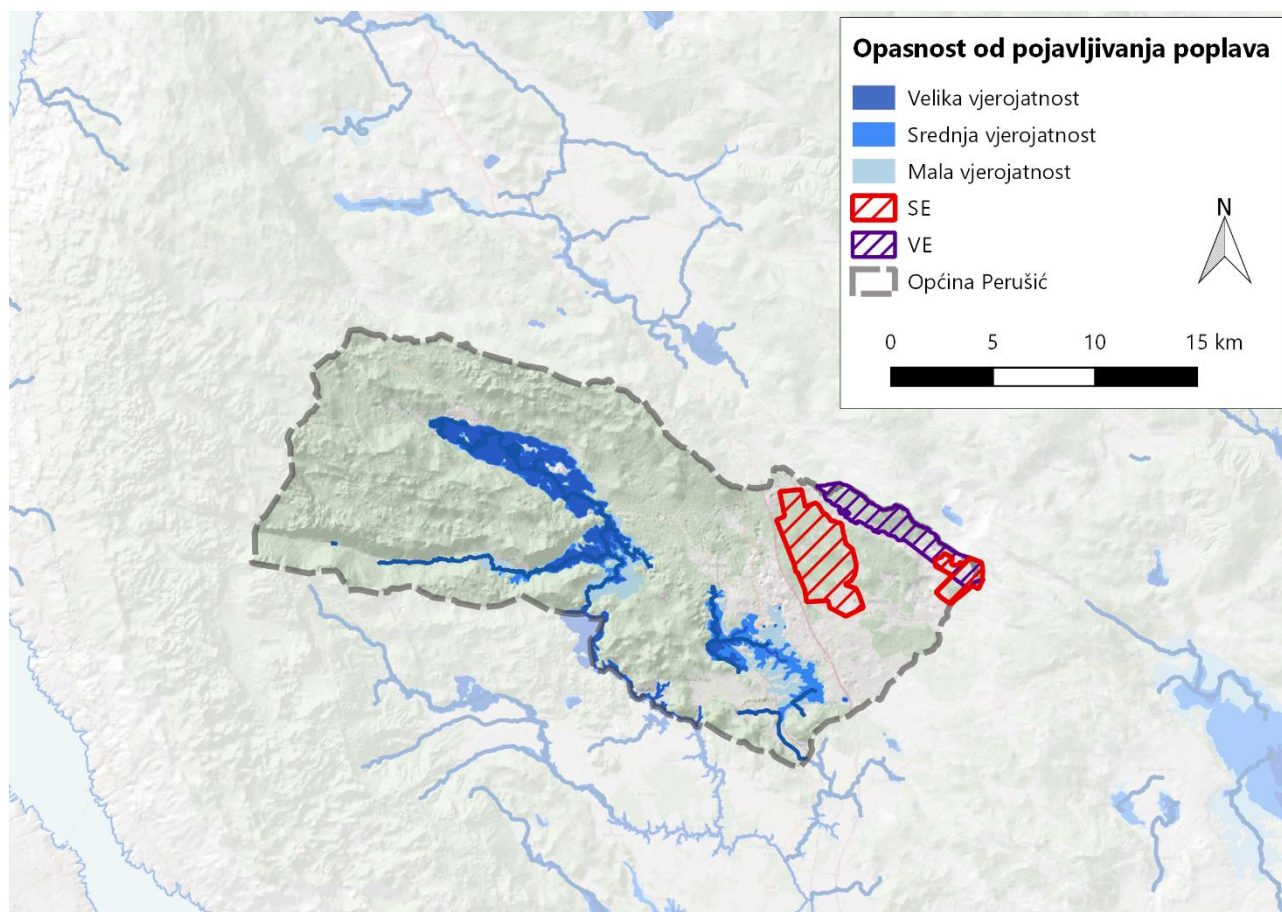 Opasnost od pojavljivanja poplava
Velika vjerojatnost
Srednja vjerojatnost
Mala vjerojatnost
SE
VE
Općina Perušić
N
0 5 10 15 km